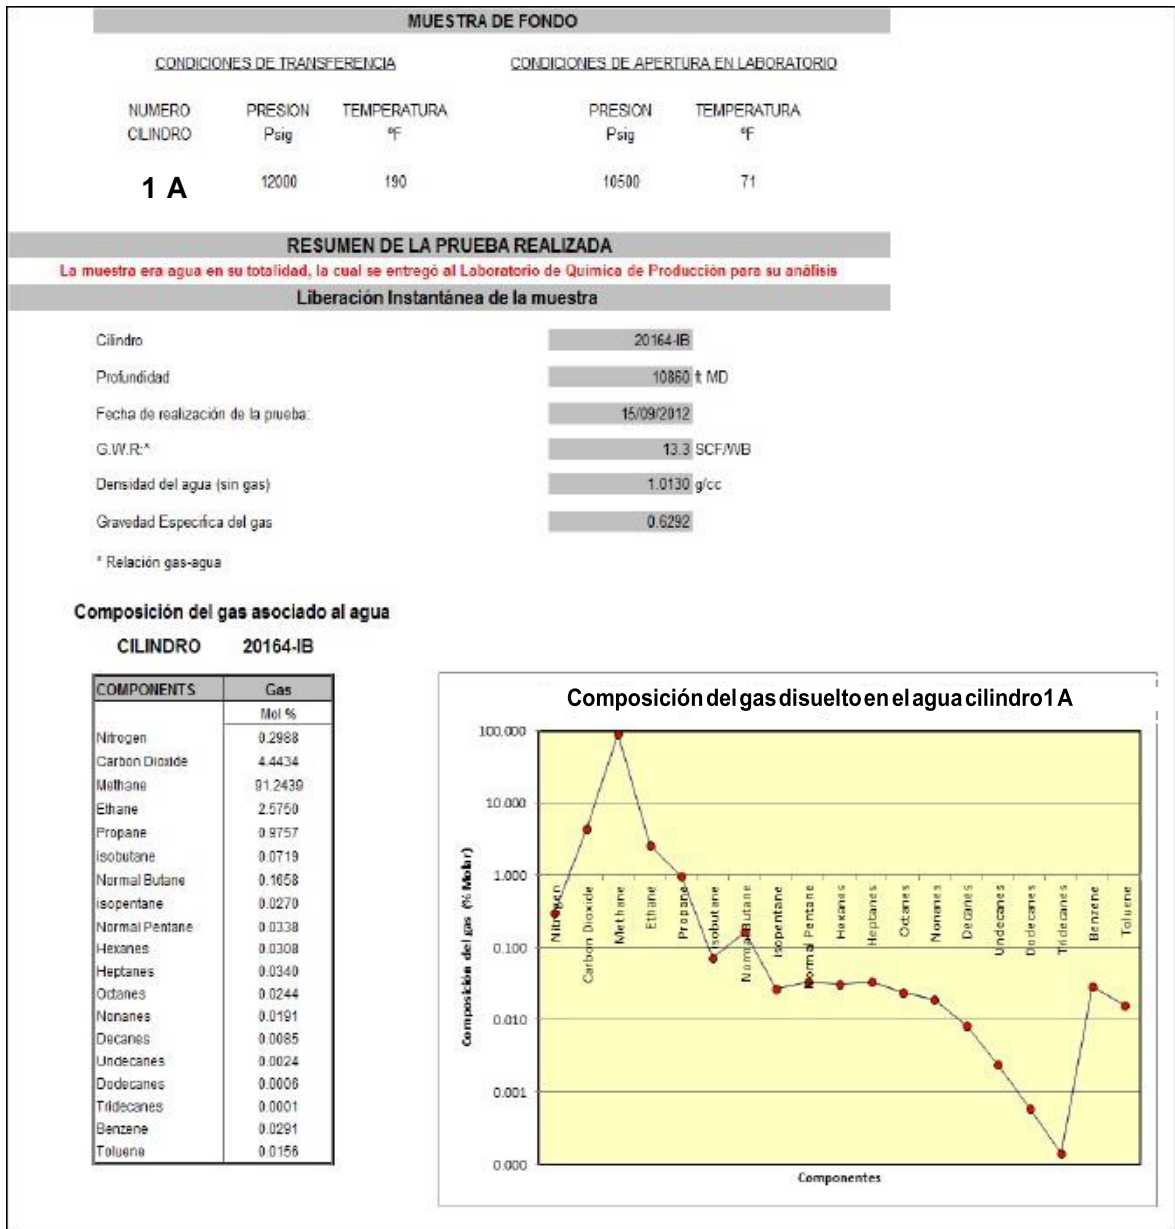 MUESTRA DE FONDO
CONDICIONES DE TRANSFERENCIA CONDICIONES DE APERTURA EN LABORATORIO
NUMERO PRESION TEMPERATURA PRESION TEMPERATURA
CILINDRO Psig ºF Psig ºF
1 A 12000 190 10500 71
RESUMEN DE LA PRUEBA REALIZADA
La muestra era agua en su totalidad, la cual se entregó al Laboratorio de Quimica de Producción para su análisis
Liberación Instantánea de la muestra
Cilindro 20164-IB
Profundidad 10860 ft MD
Fecha de realización de la prueba: 15/09/2012
G.W.R:* 13.3 SCF/WB
Densidad del agua (sin gas) 1.0130 g/cc
Gravedad Especifica del gas 0.6292
* Relación gas-agua
Composición del gas asociado al agua
CILINDRO 20164-IB
COMPONENTS Gas
Mol %
Nitrogen 0.2988
Carbon Dioxide 4.4434
Methane 91.2439
Ethane 2.5750
Propane 0.9757
isobutane 0.0719
Normal Butane 0.1658
isopentane 0.0270
Normal Pentane 0.0338
Hexanes 0.0308
Heptanes 0.0340
Octanes 0.0244
Nonanes 0.0191
Decanes 0.0085
Undecanes 0.0024
Dodecanes 0.0006
Tridecanes 0.0001
Benzene 0.0291
Toluene 0.0156
Composición del gas disuelto en el agua cilindro 1 A
Composición del gas (% Molar)
100.000
10.000
1.000
0.100
0.010
0.001
0.000
Nitrogen
Carbon Dioxide
Methane
Ethane
Propane
Isobutane
Normal Butane
Isopentane
Normal Pentane
Hexanes
Heptanes
Octanes
Nonanes
Decanes
Undecanes
Dodecanes
Tridecanes
Benzene
Toluene
Componentes